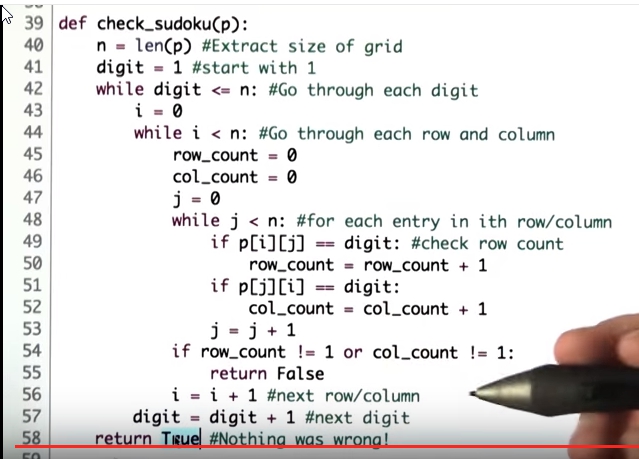 39 def check_sudoku(p):
40     n = len(p) #Extract size of grid
41     digit = 1 #start with 1
42     while digit <= n: #Go through each digit
43         i = 0
44         while i < n: #Go through each row and column
45             row_count = 0
46             col_count = 0
47             j = 0
48             while j < n: #for each entry in ith row/column
49                 if p[i][j] == digit: #check row count
50                     row_count = row_count + 1
51                 if p[j][i] == digit:
52                     col_count = col_count + 1
53                 j = j + 1
54             if row_count != 1 or col_count != 1:
55                 return False
56             i = i + 1 #next row/column
57         digit = digit + 1 #next digit
58     return True #Nothing was wrong!